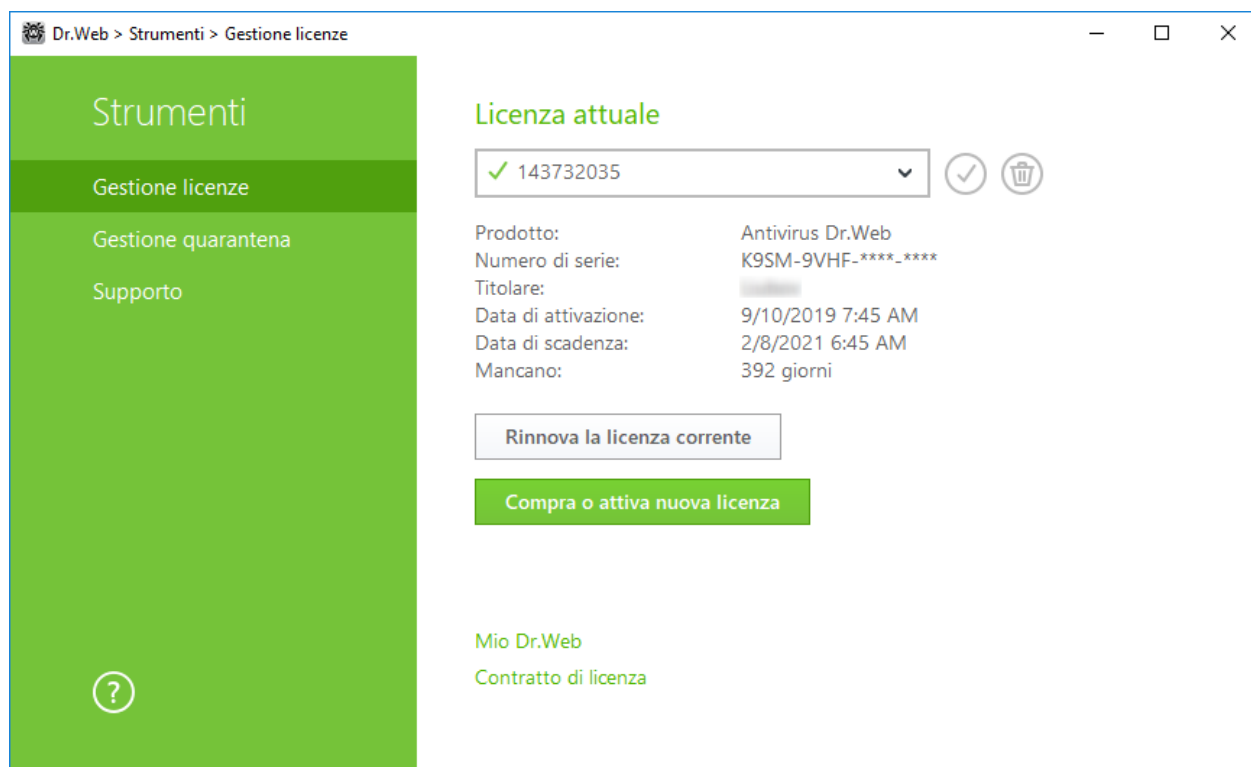 Dr.Web > Strumenti > Gestione licenze
Strumenti
Gestione licenze
Gestione quarantena
Supporto
?
Licenza attuale
143732035
Prodotto: Antivirus Dr.Web
Numero di serie: K9SM-9VHF-****-****
Titolare:
Data di attivazione: 9/10/2019 7:45 AM
Data di scadenza: 2/8/2021 6:45 AM
Mancano: 392 giorni
Rinnova la licenza corrente
Compra o attiva nuova licenza
Mio Dr.Web
Contratto di licenza